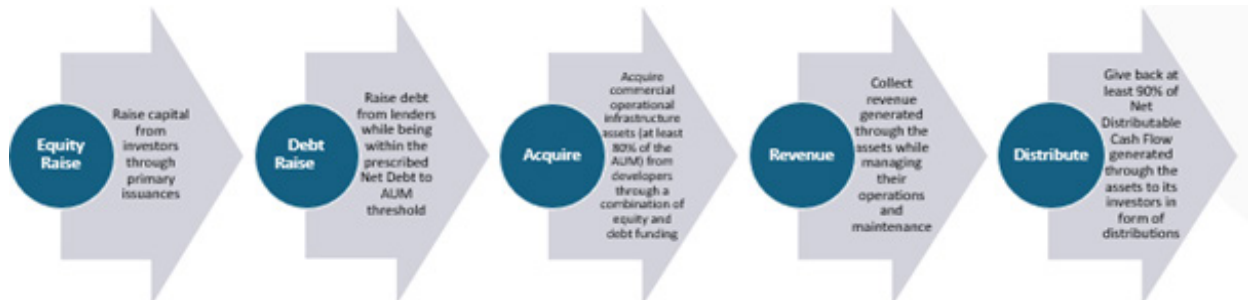 Equity
Raise
Raise capital
from
investors
through
primary
issuances
Debt
Raise
Raise debt
from lenders
while being
within the
prescribed
Net Debt to
AUM
threshold
Acquire
Acquire
commercial
operational
infrastructure
assets (at least
80% of the
AUM) from
developers
through a
combination of
equity and
debt funding
Revenue
Collect
revenue
generated
through the
assets while
managing
their
operations
and
maintenance
Distribute
Give back at
least 90% of
Net
Distributable
Cash Flow
generated
through the
assets to its
investors in
form of
distributions